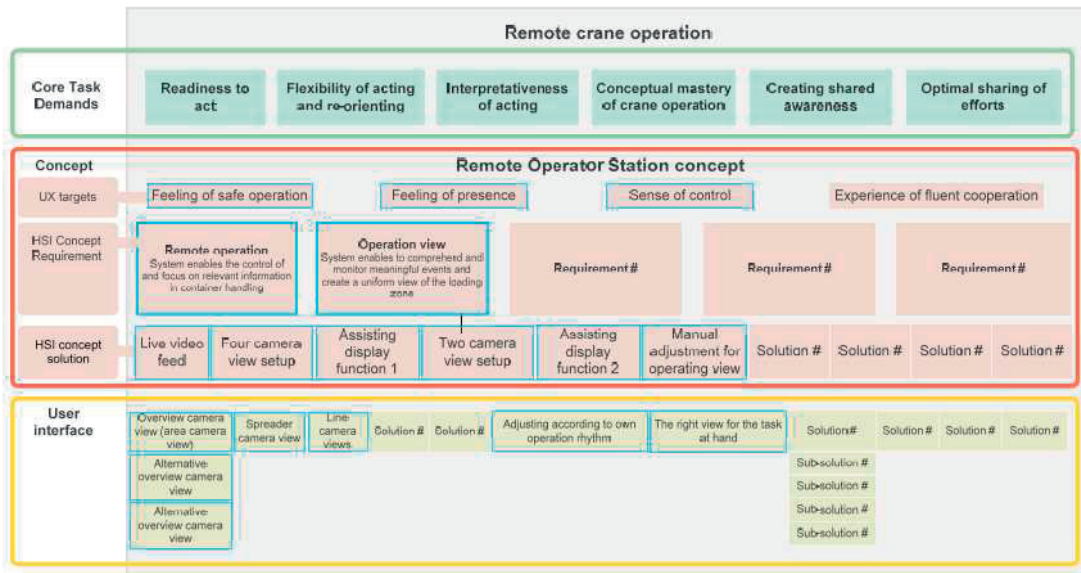 Remote crane operation
Core Task
Demands
Readiness to
act
Flexibility of acting
and re-orienting
Interpretativeness
of acting
Conceptual mastery
of crane operation
Creating shared
awareness
Optimal sharing of
efforts
Concept
Remote Operator Station concept
UX targets
Feeling of safe operation
Feeling of presence
Sense of control
Experience of fluent cooperation
HSI Concept
Requirement
Remote operation
System enables the control of
and focus on relevant information
in container handling
Operation view
System enables to comprehend and
monitor meaningful events and
create a uniform view of the loading
zone
Requirement #
Requirement #
Requirement #
HSI concept
solution
Live video
feed
Four camera
view setup
Assisting
display
function 1
Two camera
view setup
Assisting
display
function 2
Manual
adjustment for
operating view
Solution #
Solution #
Solution #
Solution #
User
interface
Overview camera
view (area camera
view)
Spreader
camera view
Line
camera
views
Solution #
Solution #
Adjusting according to own
operation rhythm
The right view for the task
at hand
Solution#
Solution #
Solution #
Solution #
Alternative
overview camera
view
Alternative
overview camera
view
Sub-solution #
Sub-solution #
Sub-solution #
Sub-solution #